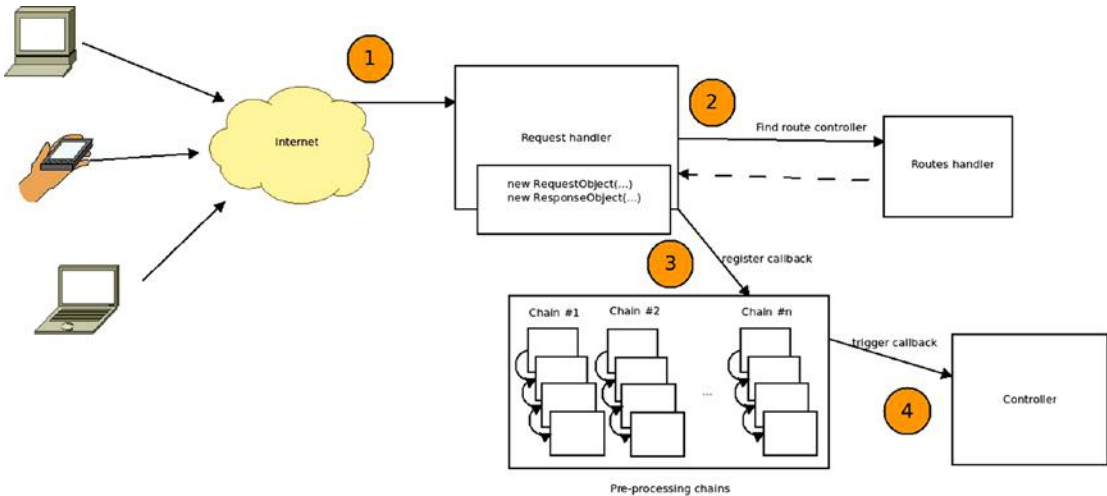 1
Internet
Request handler
new RequestObject(...)
new ResponseObject(...)
2
Find route controller
Routes handler
3
register callback
Chain #1
Chain #2
Chain #n
...
Pre-processing chains
trigger callback
4
Controller